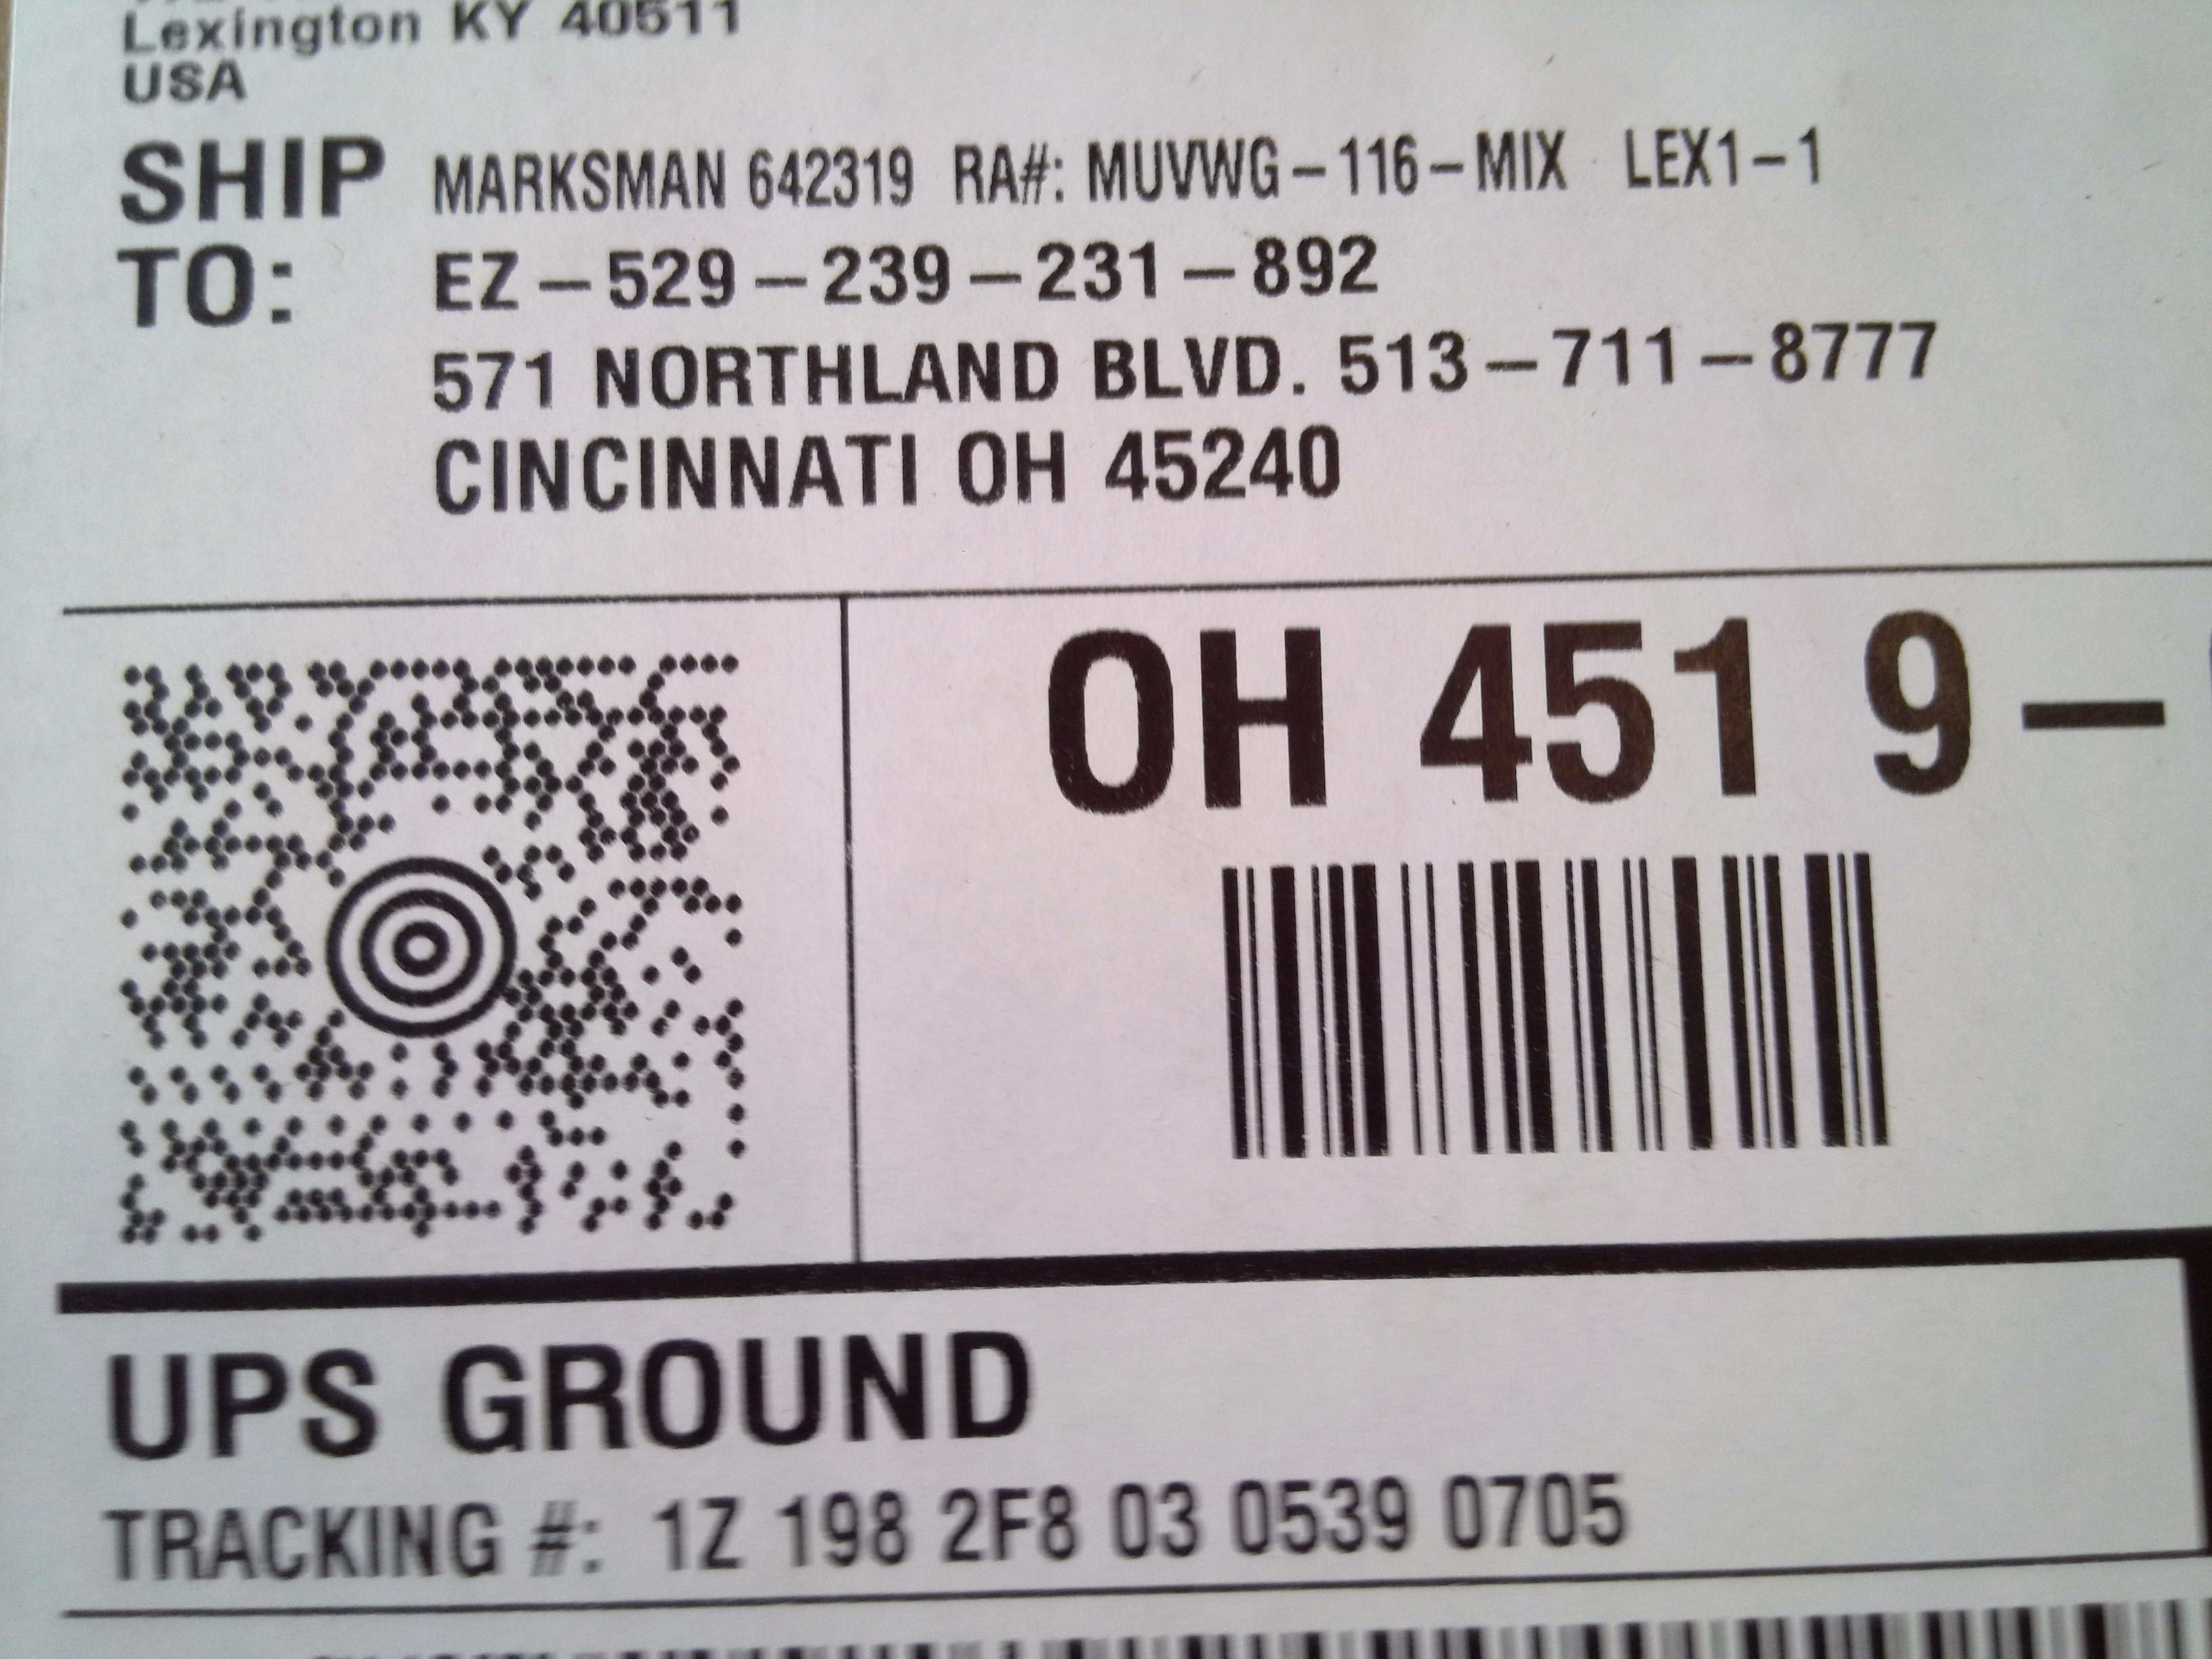 Lexington KY 40511
USA
SHIP TO: MARKSMAN 642319 RA#: MUVWG-116-MIX LEX1-1
EZ-529-239-231-892
571 NORTHLAND BLVD. 513-711-8777
CINCINNATI OH 45240
OH 451 9-
UPS GROUND
TRACKING #: 1Z 198 2F8 03 0539 0705